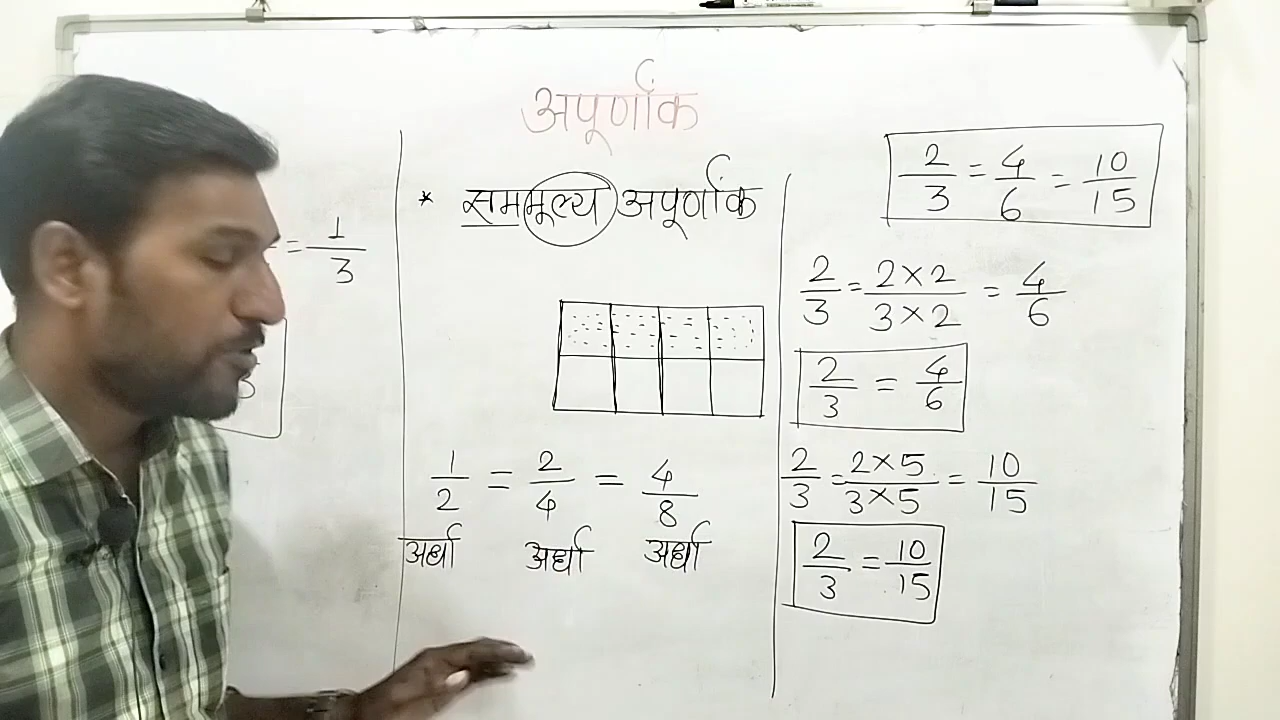 अपूर्णांक
= 1/3
3
* सममूल्य अपूर्णांक
1/2 = 2/4 = 4/8
अर्धा अर्धा अर्धा
2/3 = 4/6 = 10/15
2/3 = 2×2/3×2 = 4/6
2/3 = 4/6
2/3 = 2×5/3×5 = 10/15
2/3 = 10/15